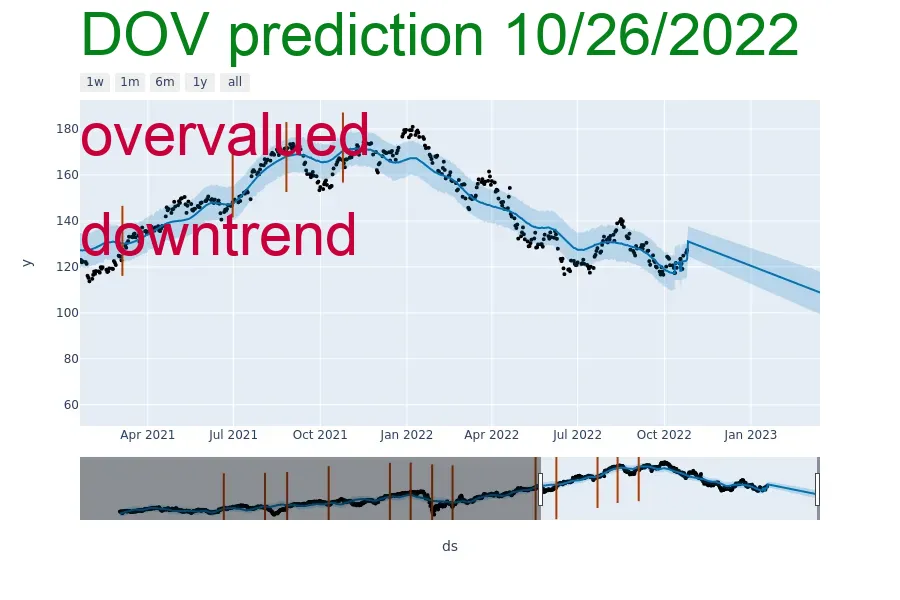 DOV prediction 10/26/2022
1w 1m 6m 1y all
overvalued
downtrend
180
160
140
120
100
80
60
y
Apr 2021 Jul 2021 Oct 2021 Jan 2022 Apr 2022 Jul 2022 Oct 2022 Jan 2023
ds